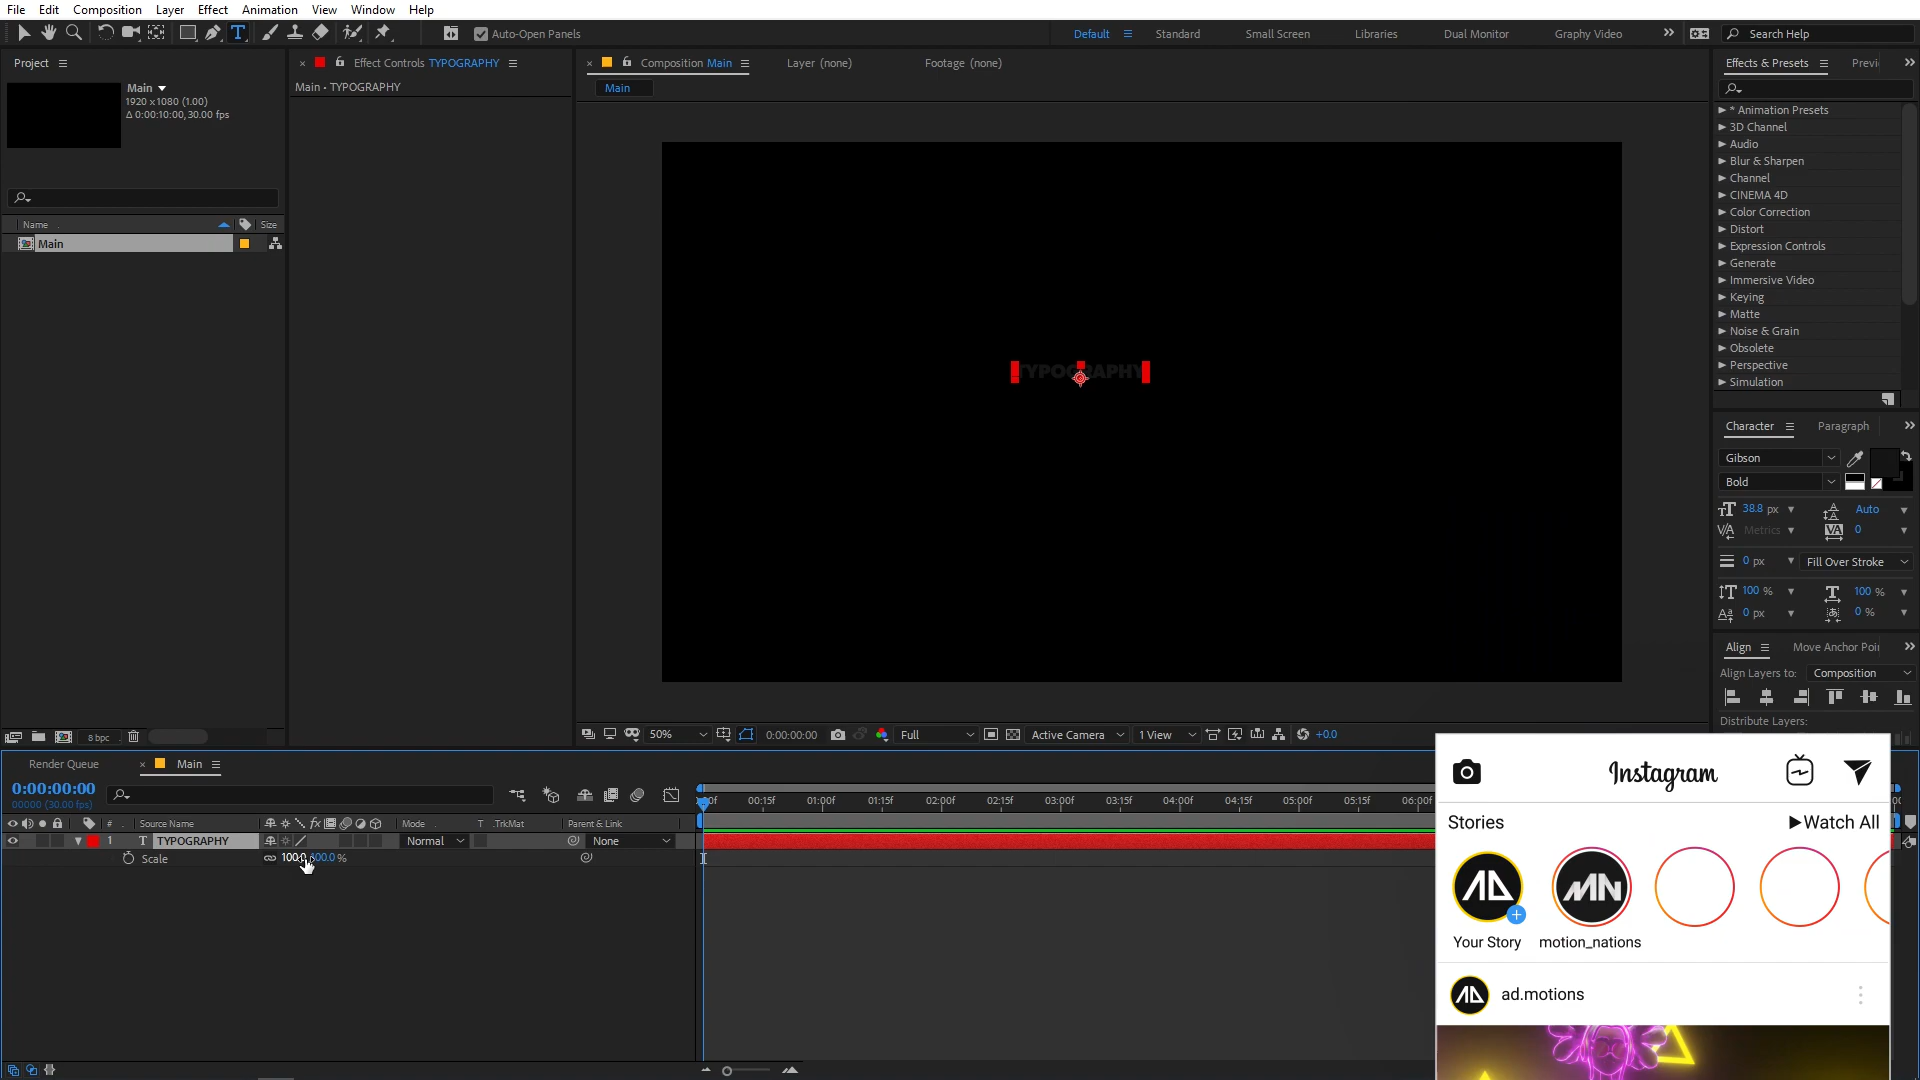 File Edit Composition Layer Effect Animation View Window Help
Auto-Open Panels
Default Standard Small Screen Libraries Dual Monitor Graphy Video Search Help
Project
Main
1920 x1080 (1.00)
Δ 0:00:10:00, 30.00 fps
Name Size
Main
8 bpc
Effect Controls TYPOGRAPHY
Main • TYPOGRAPHY
Composition Main Layer (none) Footage (none)
Main
TYPOGRAPHY
50% 0:00:00:00 Full Active Camera 1 View +0.0
Effects & Presets Previ
* Animation Presets
3D Channel
Audio
Blur & Sharpen
Channel
CINEMA 4D
Color Correction
Distort
Expression Controls
Generate
Immersive Video
Keying
Matte
Noise & Grain
Obsolete
Perspective
Simulation
Character Paragraph
Gibson
Bold
38.8 px Auto
Metrics 0
0 px Fill Over Stroke
100 % 100 %
0 px 0 %
Align Move Anchor Poi
Align Layers to: Composition
Distribute Layers:
Render Queue Main
0:00:00:00
00000 (30.00 fps)
# Source Name Mode T .TrkMat Parent & Link
1 T TYPOGRAPHY Normal None
Scale 100.0, 100.0 %
00:15f 01:00f 01:15f 02:00f 02:15f 03:00f 03:15f 04:00f 04:15f 05:00f 05:15f 06:00f
Instagram
Stories Watch All
Your Story motion_nations
ad.motions